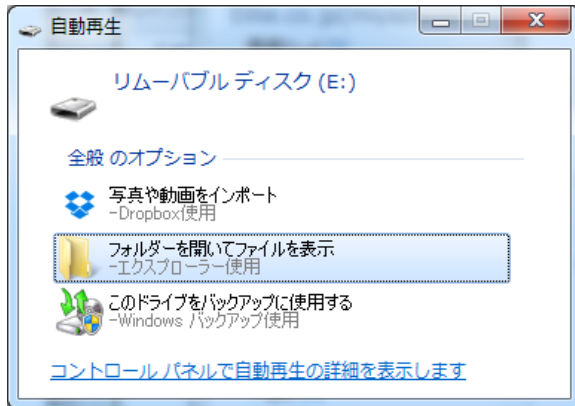 自動再生
リムーバブル ディスク (E:)
全般 のオプション
写真や動画をインポート
-Dropbox使用
フォルダーを開いてファイルを表示
-エクスプローラー使用
このドライブをバックアップに使用する
-Windows バックアップ使用
コントロール パネルで自動再生の詳細を表示します